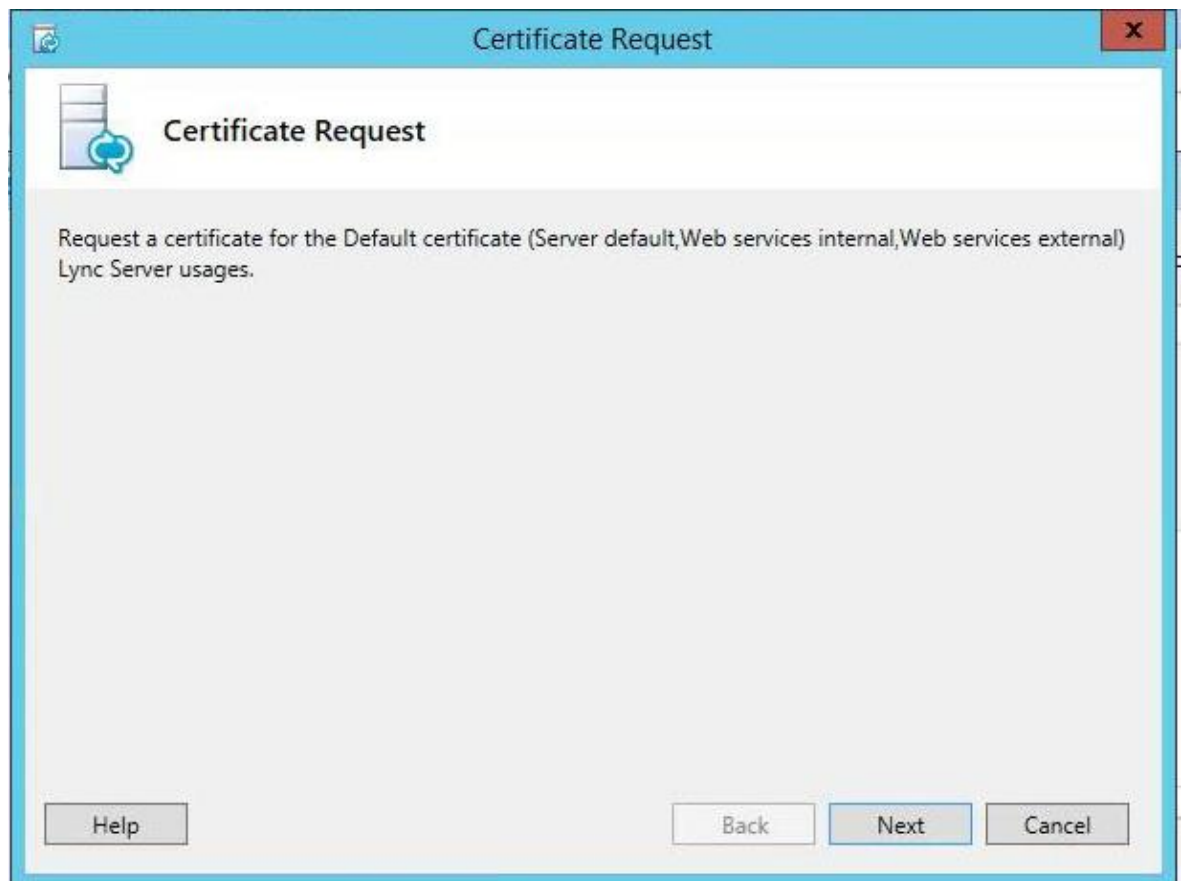 Certificate Request
x
Certificate Request
Request a certificate for the Default certificate (Server default,Web services internal,Web services external)
Lync Server usages.
Help
Back
Next
Cancel